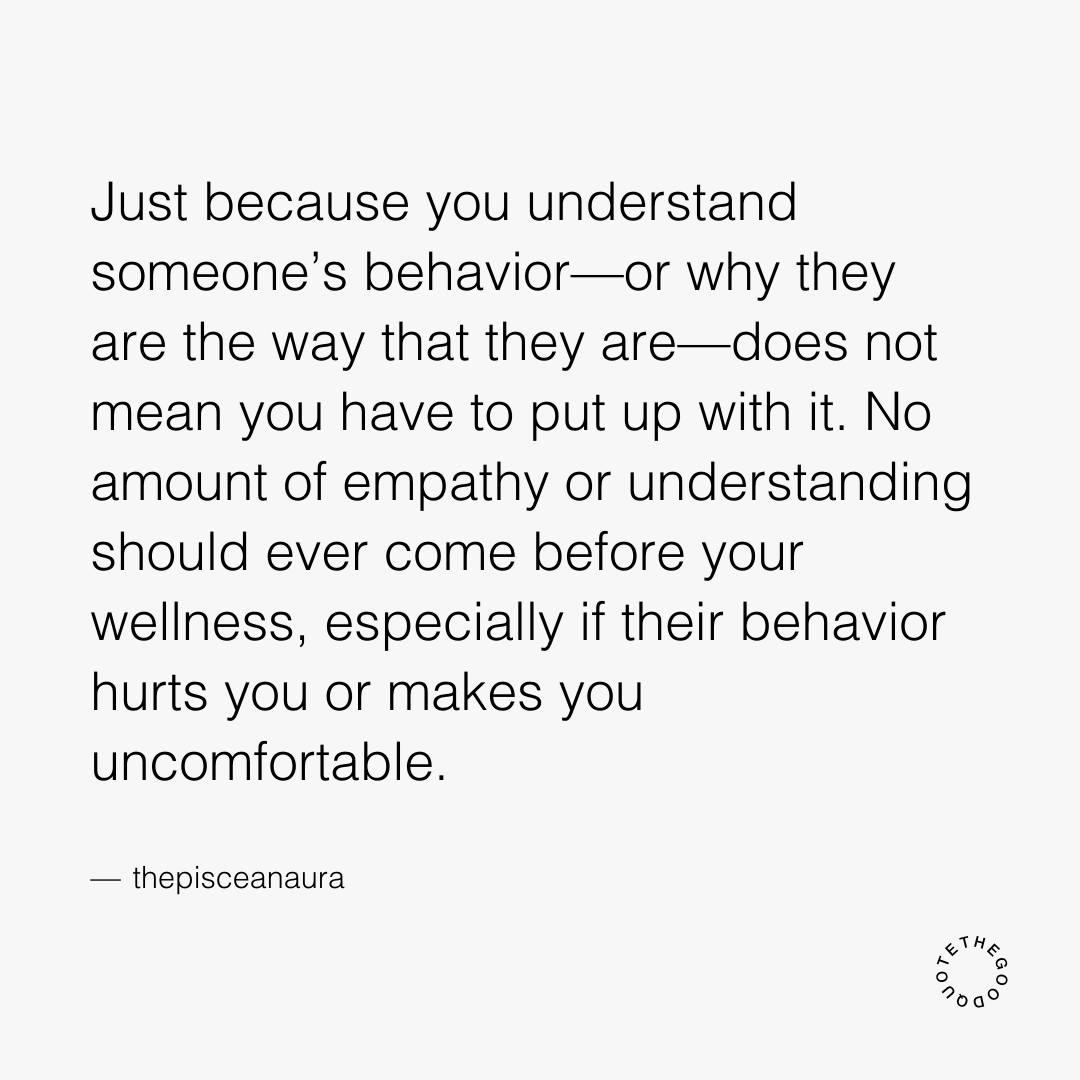 Just because you understand
someone’s behavior—or why they
are the way that they are—does not
mean you have to put up with it. No
amount of empathy or understanding
should ever come before your
wellness, especially if their behavior
hurts you or makes you
uncomfortable.
— thepisceanaura
THEGOODQUOTE